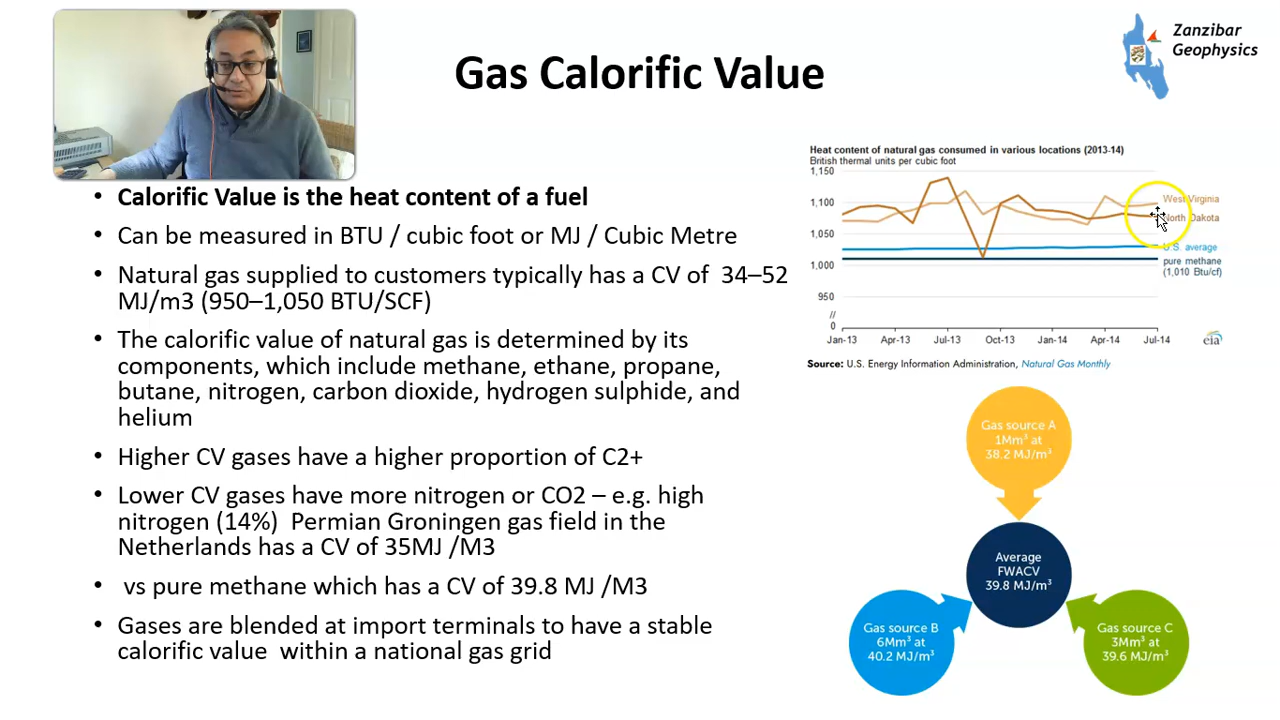 Zanzibar
Geophysics
Gas Calorific Value
• Calorific Value is the heat content of a fuel
• Can be measured in BTU / cubic foot or MJ / Cubic Metre
• Natural gas supplied to customers typically has a CV of  34–52
MJ/m3 (950–1,050 BTU/SCF)
• The calorific value of natural gas is determined by its
components, which include methane, ethane, propane,
butane, nitrogen, carbon dioxide, hydrogen sulphide, and
helium
• Higher CV gases have a higher proportion of C2+
• Lower CV gases have more nitrogen or CO2 – e.g. high
nitrogen (14%)  Permian Groningen gas field in the
Netherlands has a CV of 35MJ /M3
• vs pure methane which has a CV of 39.8 MJ /M3
• Gases are blended at import terminals to have a stable
calorific value  within a national gas grid
Heat content of natural gas consumed in various locations (2013-14)
British thermal units per cubic foot
1,150
1,100
1,050
1,000
950
//
0
Jan-13 Apr-13 Jul-13 Oct-13 Jan-14 Apr-14 Jul-14
West Virginia
North Dakota
U.S. average
pure methane
(1,010 Btu/cf)
eia
Source: U.S. Energy Information Administration, Natural Gas Monthly
Gas source A
1Mm³ at
38.2 MJ/m³
Average
FWACV
39.8 MJ/m³
Gas source B
6Mm³ at
40.2 MJ/m³
Gas source C
3Mm³ at
39.6 MJ/m³